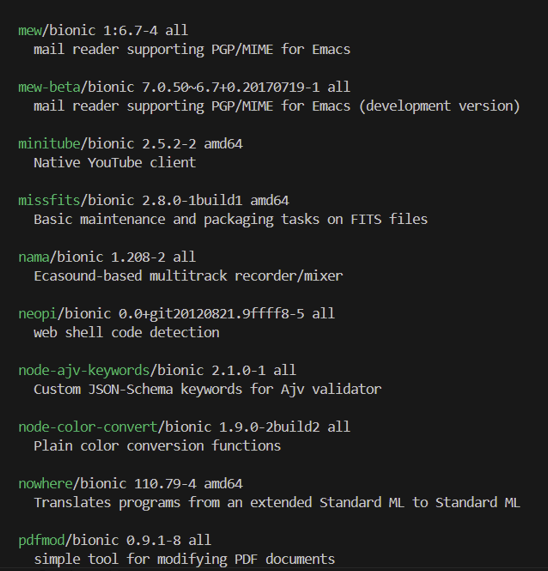 mew/bionic 1:6.7-4 all
mail reader supporting PGP/MIME for Emacs
mew-beta/bionic 7.0.50~6.7+0.20170719-1 all
mail reader supporting PGP/MIME for Emacs (development version)
minitube/bionic 2.5.2-2 amd64
Native YouTube client
missfits/bionic 2.8.0-1build1 amd64
Basic maintenance and packaging tasks on FITS files
nama/bionic 1.208-2 all
Ecasound-based multitrack recorder/mixer
neopi/bionic 0.0+git20120821.9ffff8-5 all
web shell code detection
node-ajv-keywords/bionic 2.1.0-1 all
Custom JSON-Schema keywords for Ajv validator
node-color-convert/bionic 1.9.0-2build2 all
Plain color conversion functions
nowhere/bionic 110.79-4 amd64
Translates programs from an extended Standard ML to Standard ML
pdfmod/bionic 0.9.1-8 all
simple tool for modifying PDF documents